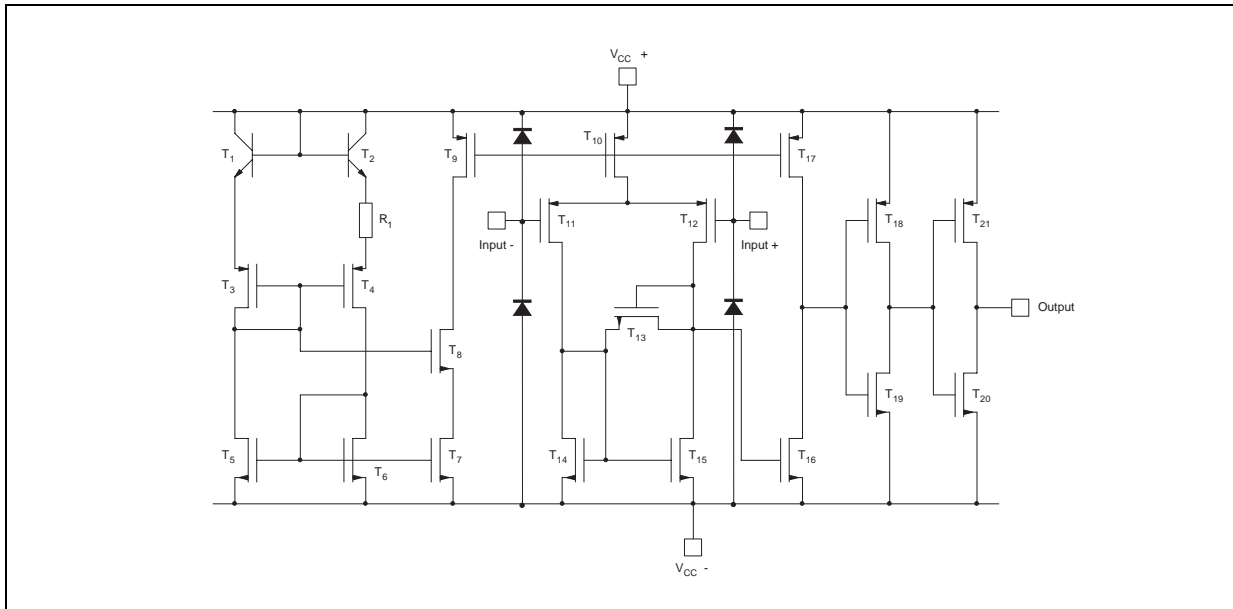 VCC +
T1
T2
T9
T10
T17
R1
T11
T12
T18
T21
Input -
Input +
T3
T4
Output
T13
T8
T19
T20
T5
T6
T7
T14
T15
T16
VCC -